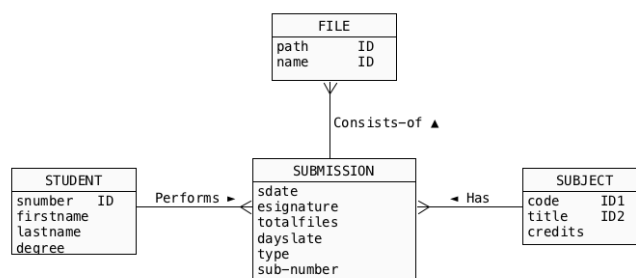 FILE
path ID
name ID
Consists-of ▲
SUBMISSION
STUDENT
SUBJECT
snumber ID
firstname
lastname
degree
Performs ►
sdate
esignature
totalfiles
dayslate
type
sub-number
◄ Has
code ID1
title ID2
credits